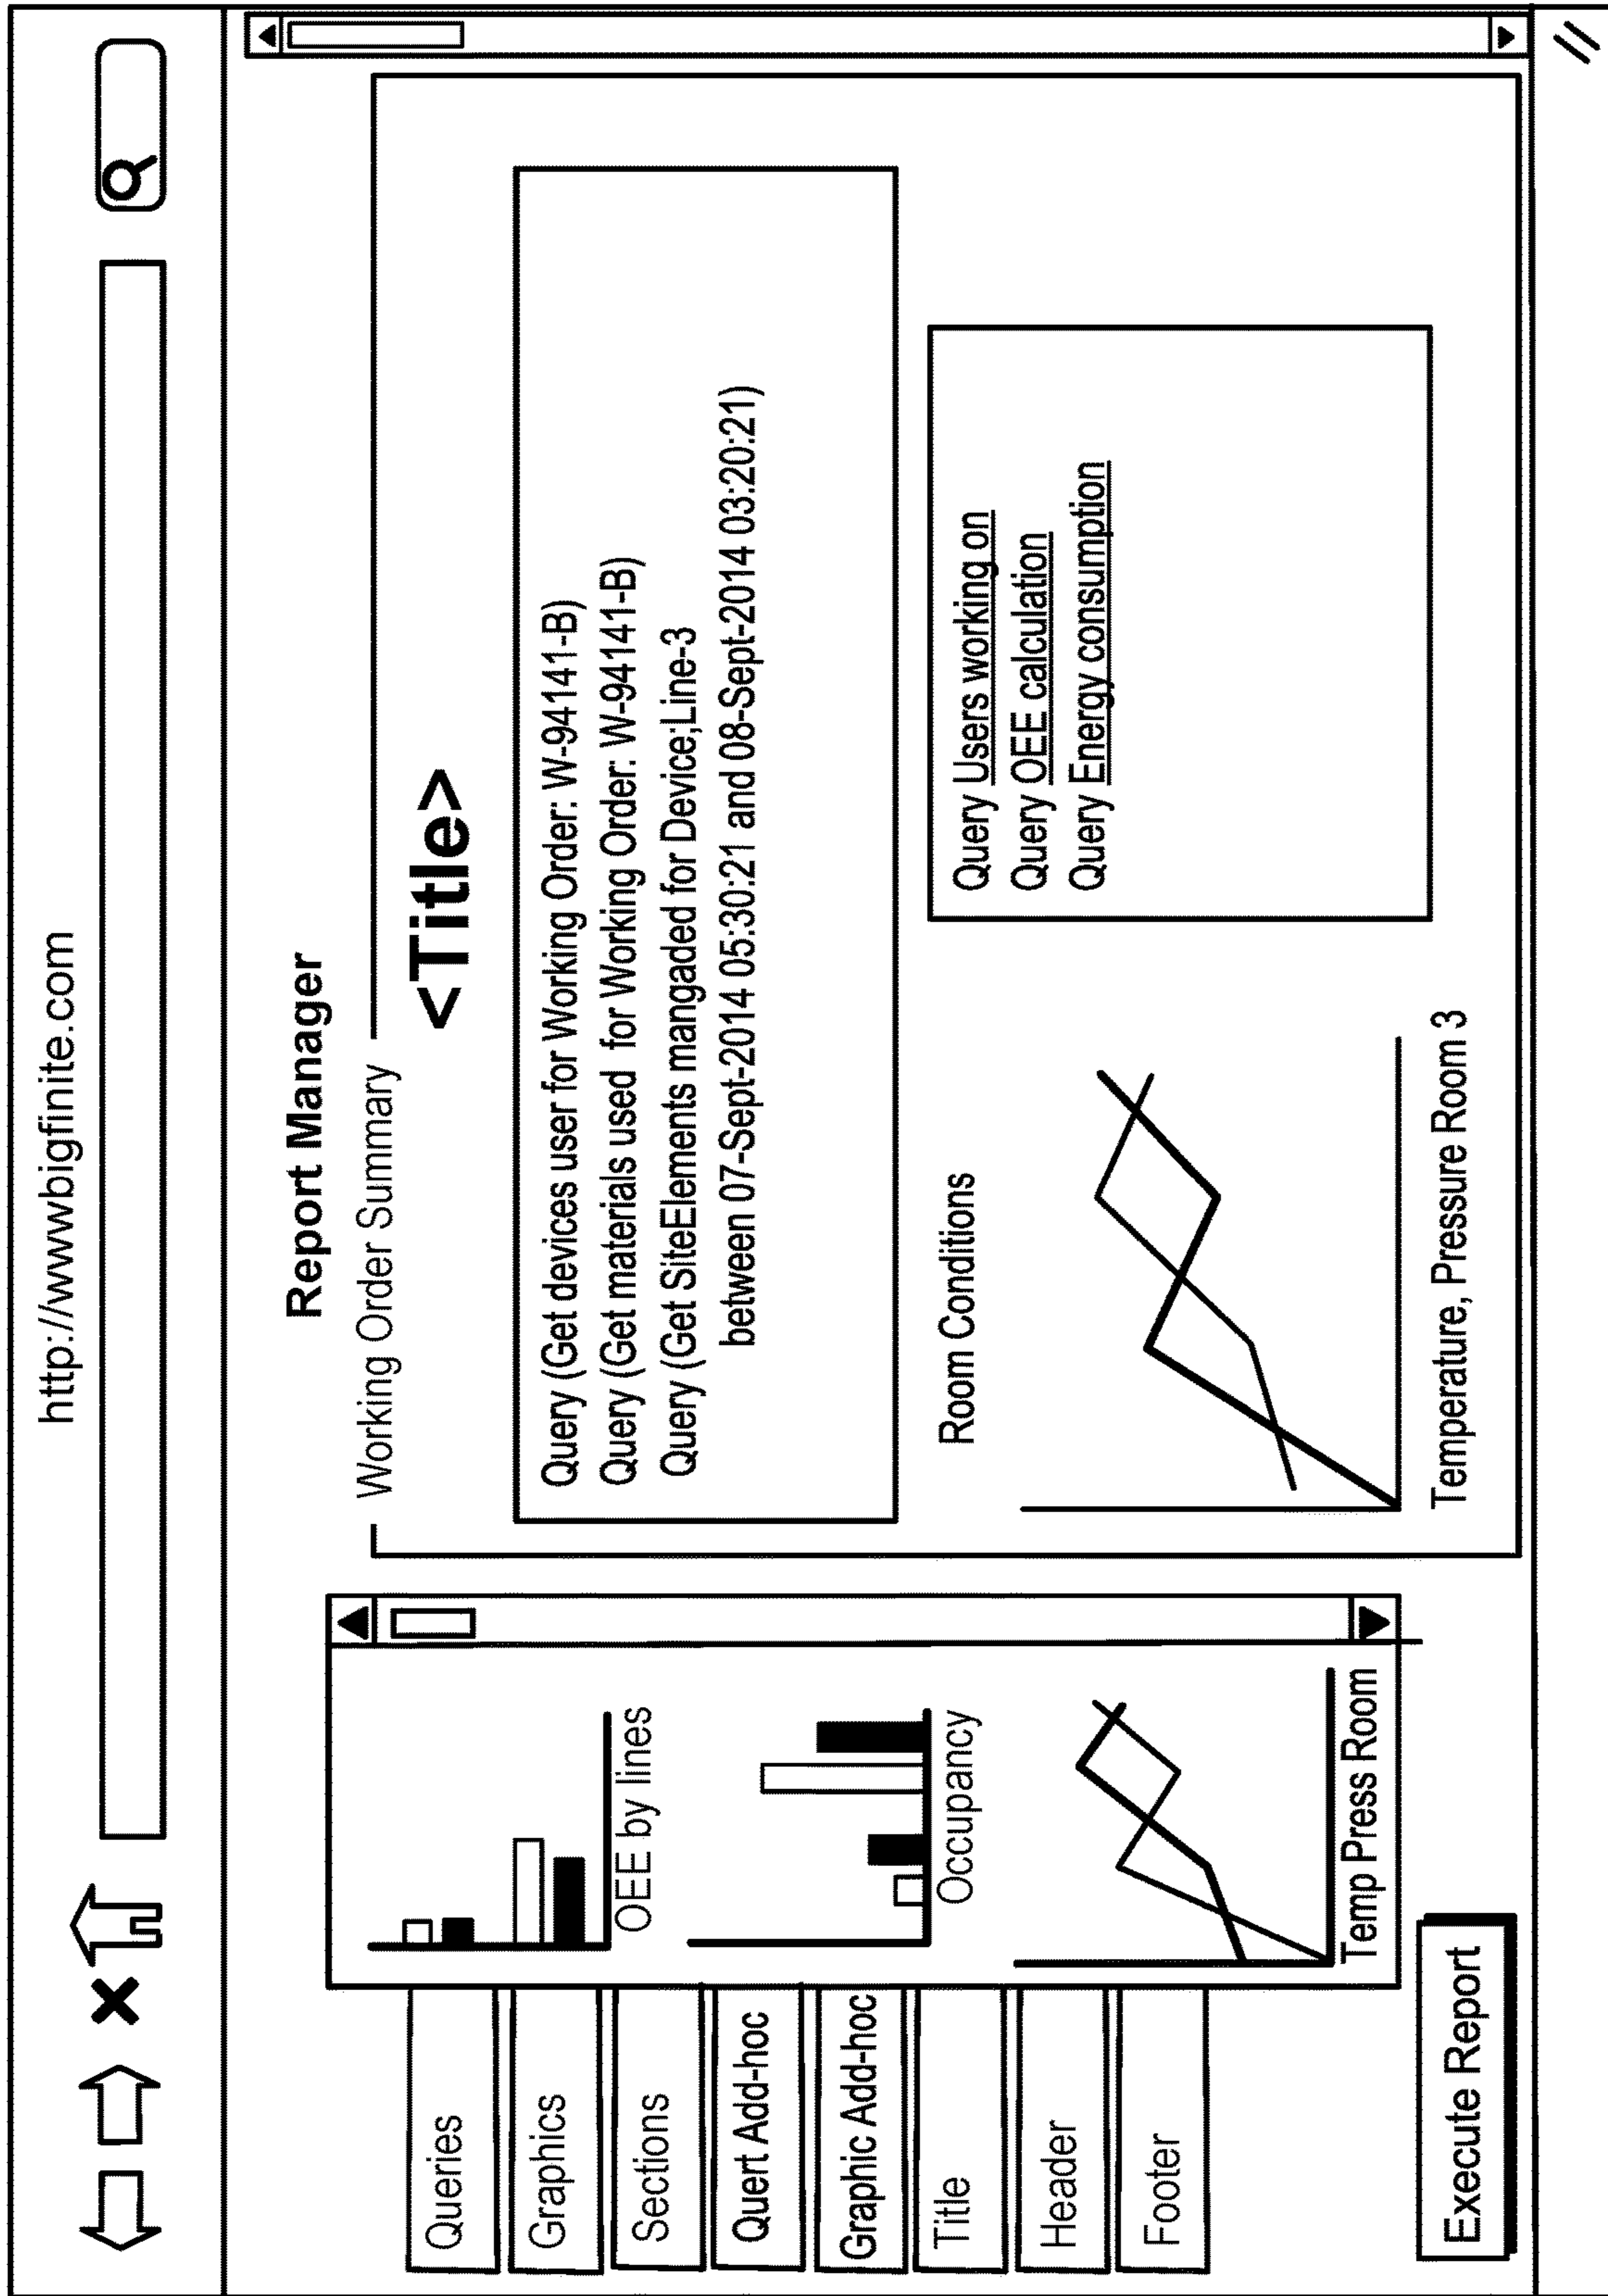 http://wwwbigfinite.com
Report Manager
Queries
Graphics
Sections
Quert Add-hoc
Graphic Add-hoc
Title
Header
Footer
Execute Report
OEE by lines
Occupancy
Temp Press Room
Working Order Summary
<Title>
Query (Get devices user for Working Order: W-94141-B)
Query (Get materials used for Working Order: W-94141-B)
Query (Get SiteElements mangaded for Device;Line-3
between 07-Sept-2014 05:30:21 and 08-Sept-2014 03:20:21)
Room Conditions
Temperature, Pressure Room 3
Query Users working on
Query OEE calculation
Query Energy consumption